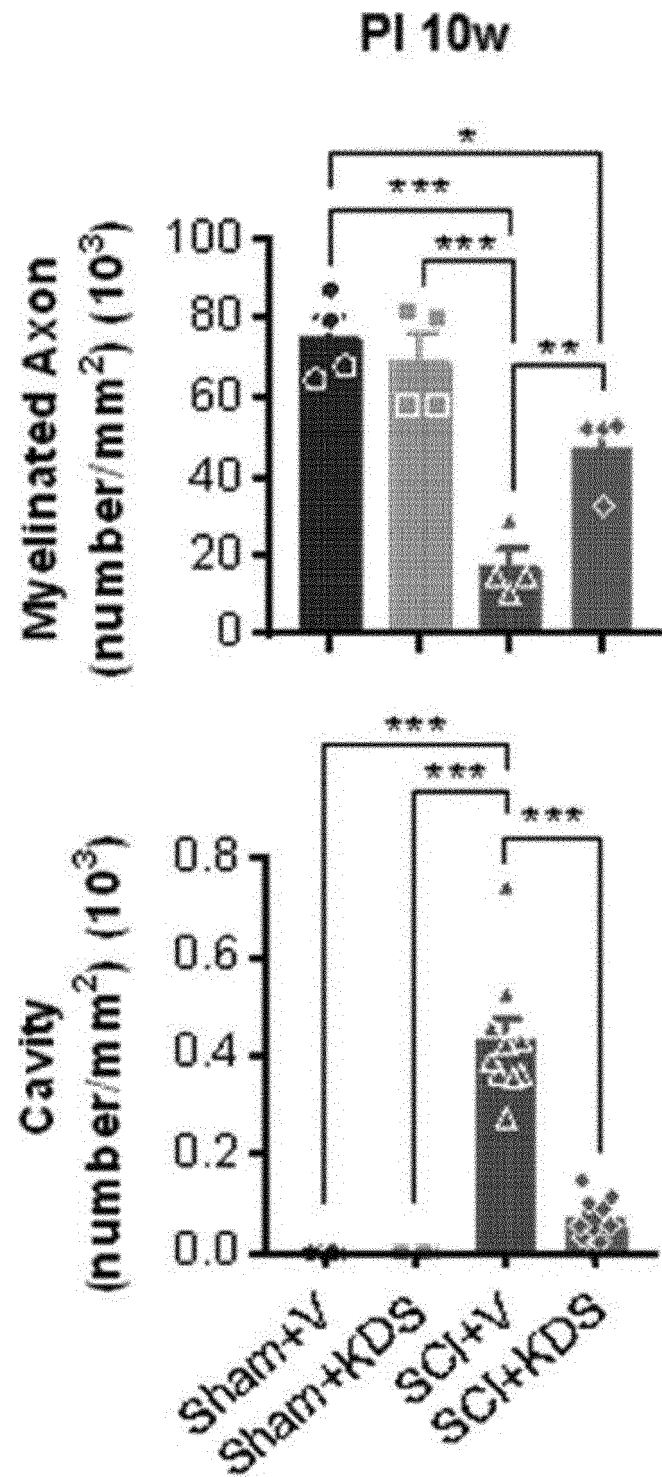 PI 10w
*
***
***
**
Myelinated Axon
(number/mm²) (10³)
100
80
60
40
20
0
***
***
***
Cavity
(number/mm²) (10³)
0.8
0.6
0.4
0.2
0.0
Sham+V
Sham+KDS
SCI+V
SCI+KDS